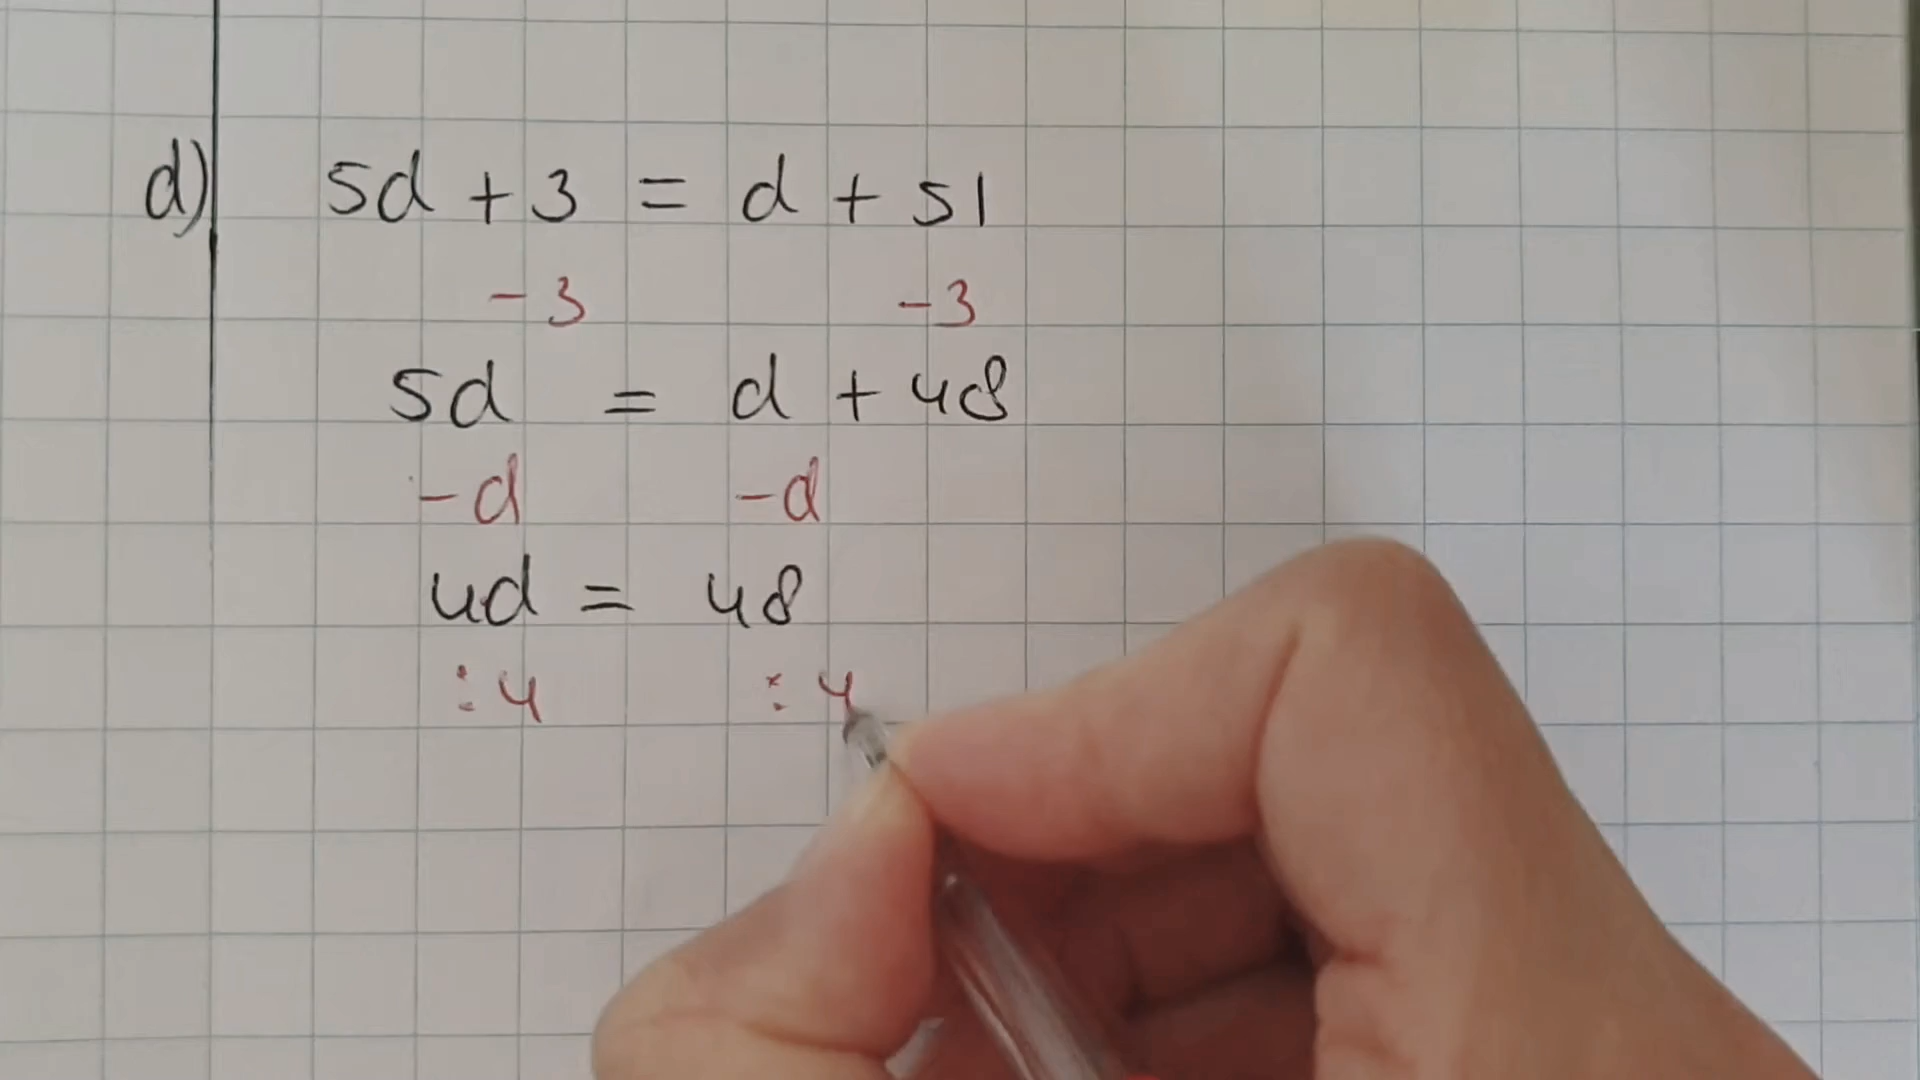 d) 5d + 3 = d + 51
- 3 - 3
5d = d + 48
- d - d
4d = 48
: 4 : 4